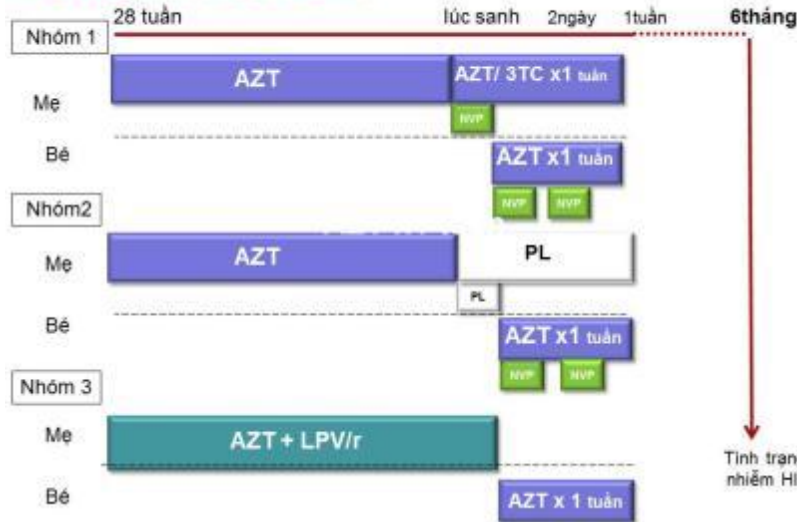 28 tuần lúc sanh 2ngày 1tuần 6tháng
Nhóm 1
AZT AZT/ 3TC x1 tuần
Mẹ
NVP
Bé
AZT x1 tuần
NVP NVP
Nhóm2
AZT PL
Mẹ
PL
Bé
AZT x1 tuần
NVP NVP
Nhóm 3
Mẹ AZT + LPV/r
Tình trạn
nhiễm HI
Bé AZT x 1 tuần